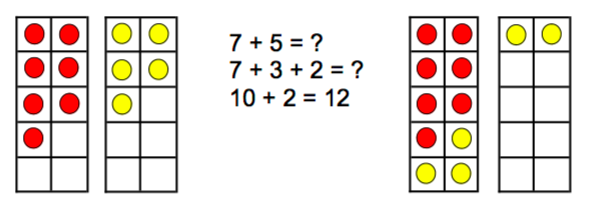 7 + 5 = ?
7 + 3 + 2 = ?
10 + 2 = 12